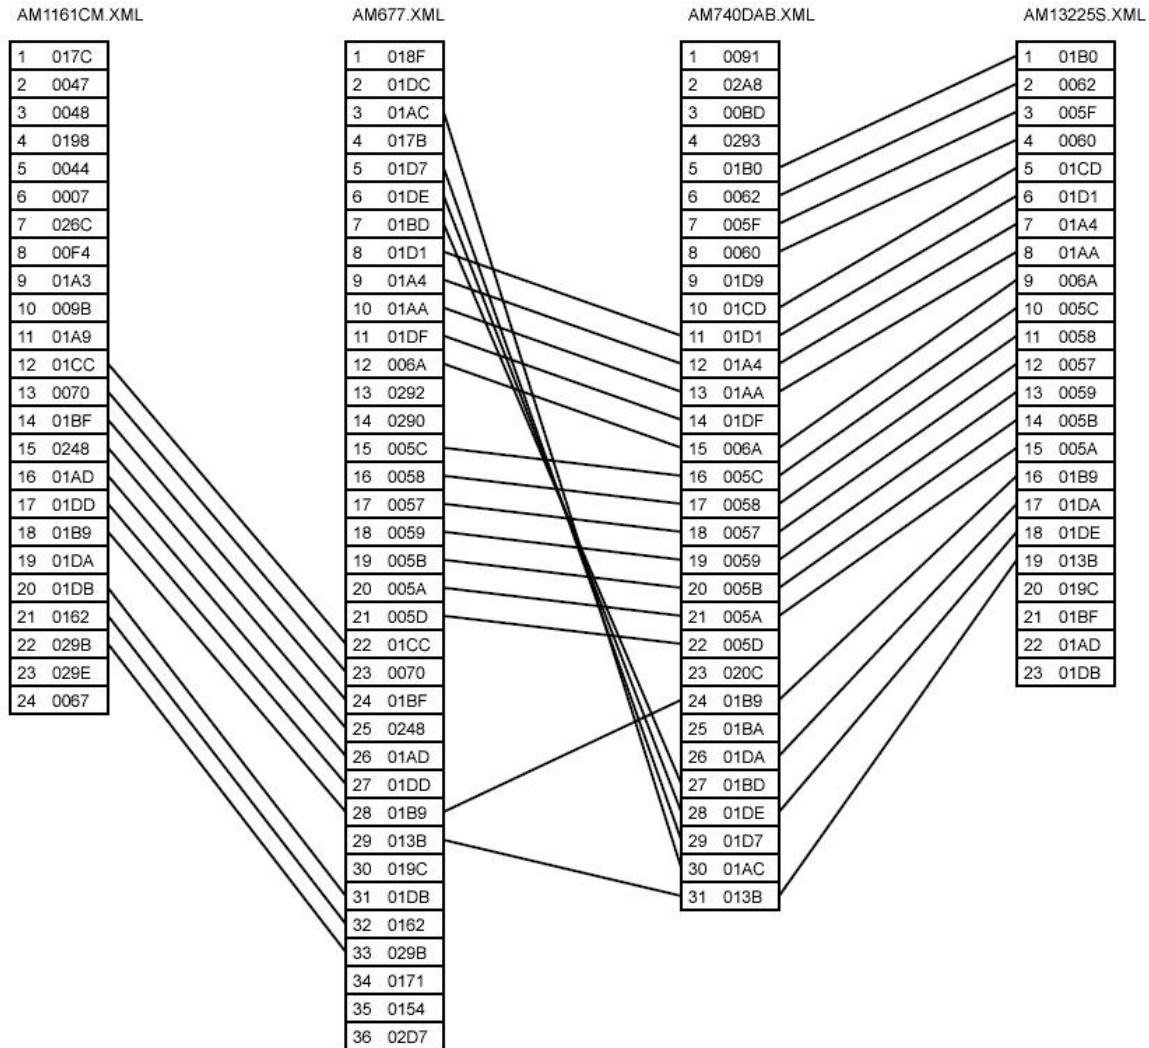 AM1161CM.XML AM677.XML AM740DAB.XML AM13225S.XML
1 017C 1 018F 1 0091 1 01B0
2 0047 2 01DC 2 02A8 2 0062
3 0048 3 01AC 3 00BD 3 005F
4 0198 4 017B 4 0293 4 0060
5 0044 5 01D7 5 01B0 5 01CD
6 0007 6 01DE 6 0062 6 01D1
7 026C 7 01BD 7 005F 7 01A4
8 00F4 8 01D1 8 0060 8 01AA
9 01A3 9 01A4 9 01D9 9 006A
10 009B 10 01AA 10 01CD 10 005C
11 01A9 11 01DF 11 01D1 11 0058
12 01CC 12 006A 12 01A4 12 0057
13 0070 13 0292 13 01AA 13 0059
14 01BF 14 0290 14 01DF 14 005B
15 0248 15 005C 15 006A 15 005A
16 01AD 16 0058 16 005C 16 01B9
17 01DD 17 0057 17 0058 17 01DA
18 01B9 18 0059 18 0057 18 01DE
19 01DA 19 005B 19 0059 19 013B
20 01DB 20 005A 20 005B 20 019C
21 0162 21 005D 21 005A 21 01BF
22 029B 22 01CC 22 005D 22 01AD
23 029E 23 0070 23 020C 23 01DB
24 0067 24 01BF 24 01B9
25 0248 25 01BA
26 01AD 26 01DA
27 01DD 27 01BD
28 01B9 28 01DE
29 013B 29 01D7
30 019C 30 01AC
31 01DB 31 013B
32 0162
33 029B
34 0171
35 0154
36 02D7